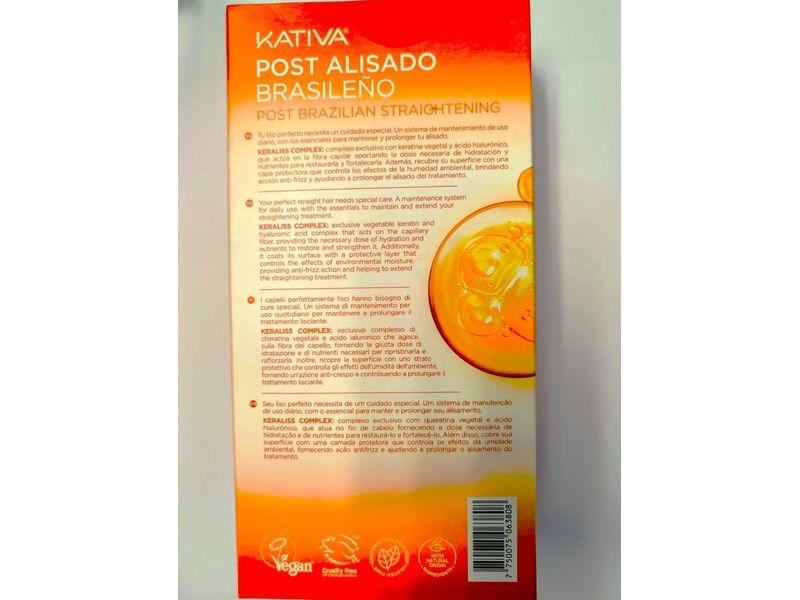 KATIVA®
POST ALISADO
BRASILEÑO
POST BRAZILIAN STRAIGHTENING
ES Tu liso perfecto necesita un cuidado especial. Un sistema de mantenimiento de uso
diario, con los esenciales para mantener y prolongar tu alisado.
KERALISS COMPLEX: complejo exclusivo con keratina vegetal y ácido hialurónico,
que actúa en la fibra capilar aportando la dosis necesaria de hidratación y
nutrientes para restaurarla y fortalecerla. Además, recubre su superficie con una
capa protectora que controla los efectos de la humedad ambiental, brindando
acción anti-frizz y ayudando a prolongar el alisado del tratamiento.
EN Your perfect straight hair needs special care. A maintenance system
for daily use, with the essentials to maintain and extend your
straightening treatment.
KERALISS COMPLEX: exclusive vegetable keratin and
hyaluronic acid complex that acts on the capillary
fiber, providing the necessary dose of hydration and
nutrients to restore and strengthen it. Additionally,
it coats its surface with a protective layer that
controls the effects of environmental moisture,
providing anti-frizz action and helping to extend
the straightening treatment.
IT I capelli perfettamente lisci hanno bisogno di
cure speciali. Un sistema di mantenimento per
uso quotidiano per mantenere e prolungare il
trattamento lisciante.
KERALISS COMPLEX: esclusivo complesso di
cheratina vegetale e acido ialuronico che agisce
sulla fibra del capello, fornendo la giusta dose di
idratazione e di nutrienti necessari per ripristinarla e
rafforzarla. Inoltre, ricopre la superficie con uno strato
protettivo che controlla gli effetti dell'umidità dell'ambiente,
fornendo un'azione anti-crespo e contribuendo a prolungare il
trattamento lisciante.
Seu liso perfeito necessita de um cuidado especial. Um sistema de manutenção
de uso diário, com o essencial para manter e prolongar seu alisamento.
KERALISS COMPLEX: complexo exclusivo com queratina vegetal e ácido
hialurônico, que atua no fio de cabelo fornecendo a dose necessária de
hidratação e de nutrientes para restaurá-lo e fortalecê-lo. Além disso, cobre sua
superfície com uma camada protetora que controla os efeitos da umidade
ambiental, fornecendo ação antifrizz e ajudando a prolongar o alisamento do
tratamento.
Vegan
Cruelty Free
INTERNATIONAL
TM
WITH
NATURAL
ORIGIN
INGREDIENTS
7 750075 063808